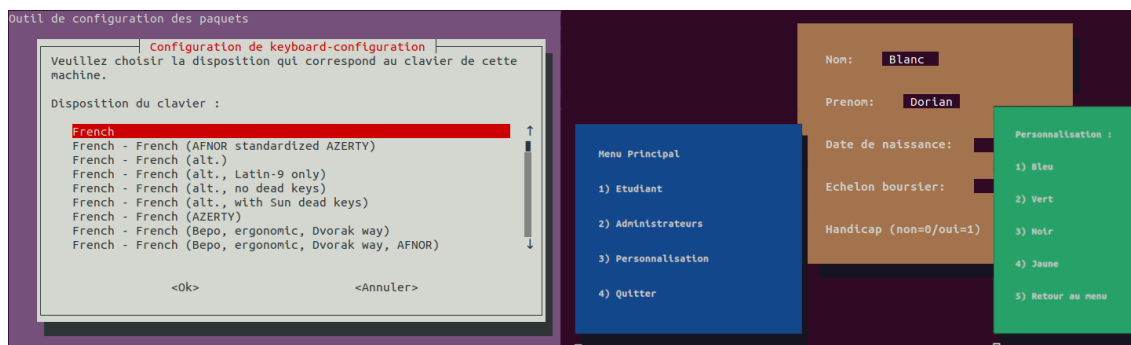 Outil de configuration des paquets
Configuration de keyboard-configuration
Veuillez choisir la disposition qui correspond au clavier de cette
machine.
Disposition du clavier :
French
French - French (AFNOR standardized AZERTY)
French - French (alt.)
French - French (alt., Latin-9 only)
French - French (alt., no dead keys)
French - French (alt., with Sun dead keys)
French - French (AZERTY)
French - French (Bepo, ergonomic, Dvorak way)
French - French (Bepo, ergonomic, Dvorak way, AFNOR)
<Ok> <Annuler>
Menu Principal
1) Etudiant
2) Administrateurs
3) Personnalisation
4) Quitter
Nom: Blanc
Prenom: Dorian
Date de naissance:
Echelon boursier:
Handicap (non=0/oui=1)
Personnalisation :
1) Bleu
2) Vert
3) Noir
4) Jaune
5) Retour au menu